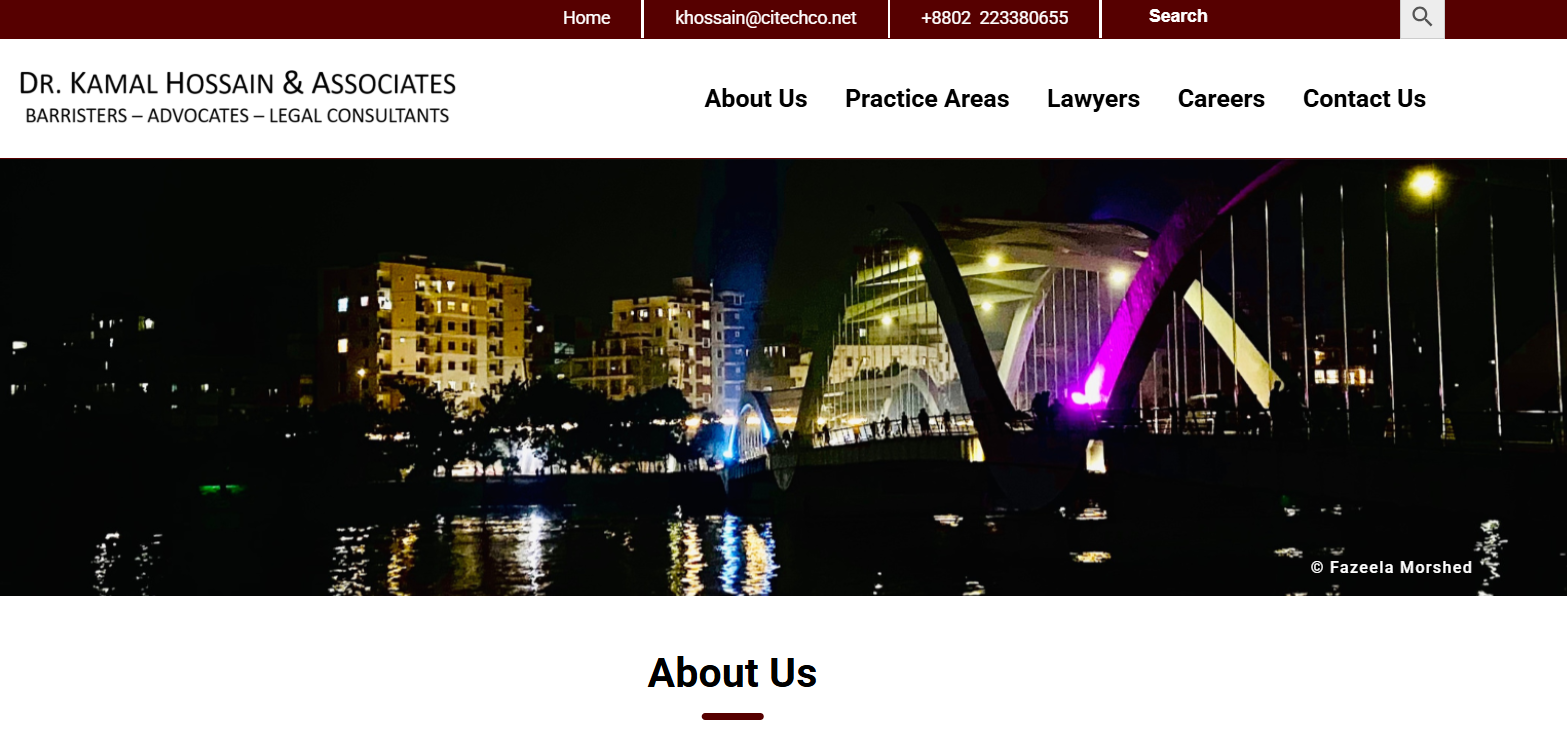 Home
khossain@citechco.net
+8802 223380655
Search
DR. KAMAL HOSSAIN & ASSOCIATES
BARRISTERS – ADVOCATES – LEGAL CONSULTANTS
About Us
Practice Areas
Lawyers
Careers
Contact Us
© Fazeela Morshed
About Us